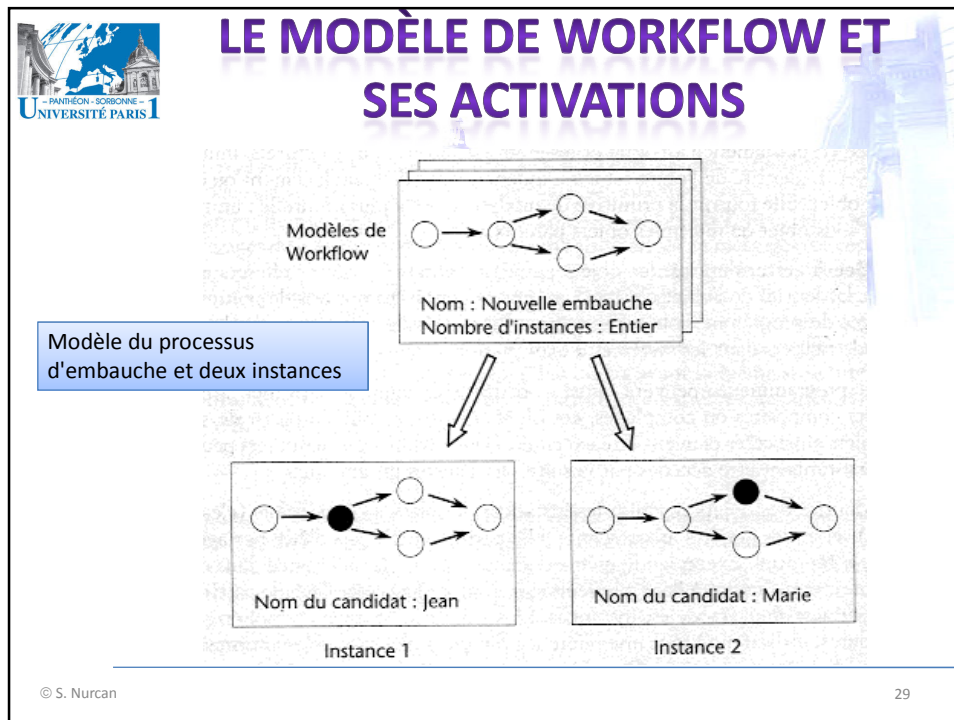 LE MODÈLE DE WORKFLOW ET
SES ACTIVATIONS
– PANTHÉON - SORBONNE –
UNIVERSITÉ PARIS 1
Modèles de
Workflow
Nom : Nouvelle embauche
Nombre d'instances : Entier
Modèle du processus
d'embauche et deux instances
Nom du candidat : Jean
Instance 1
Nom du candidat : Marie
Instance 2
© S. Nurcan
29